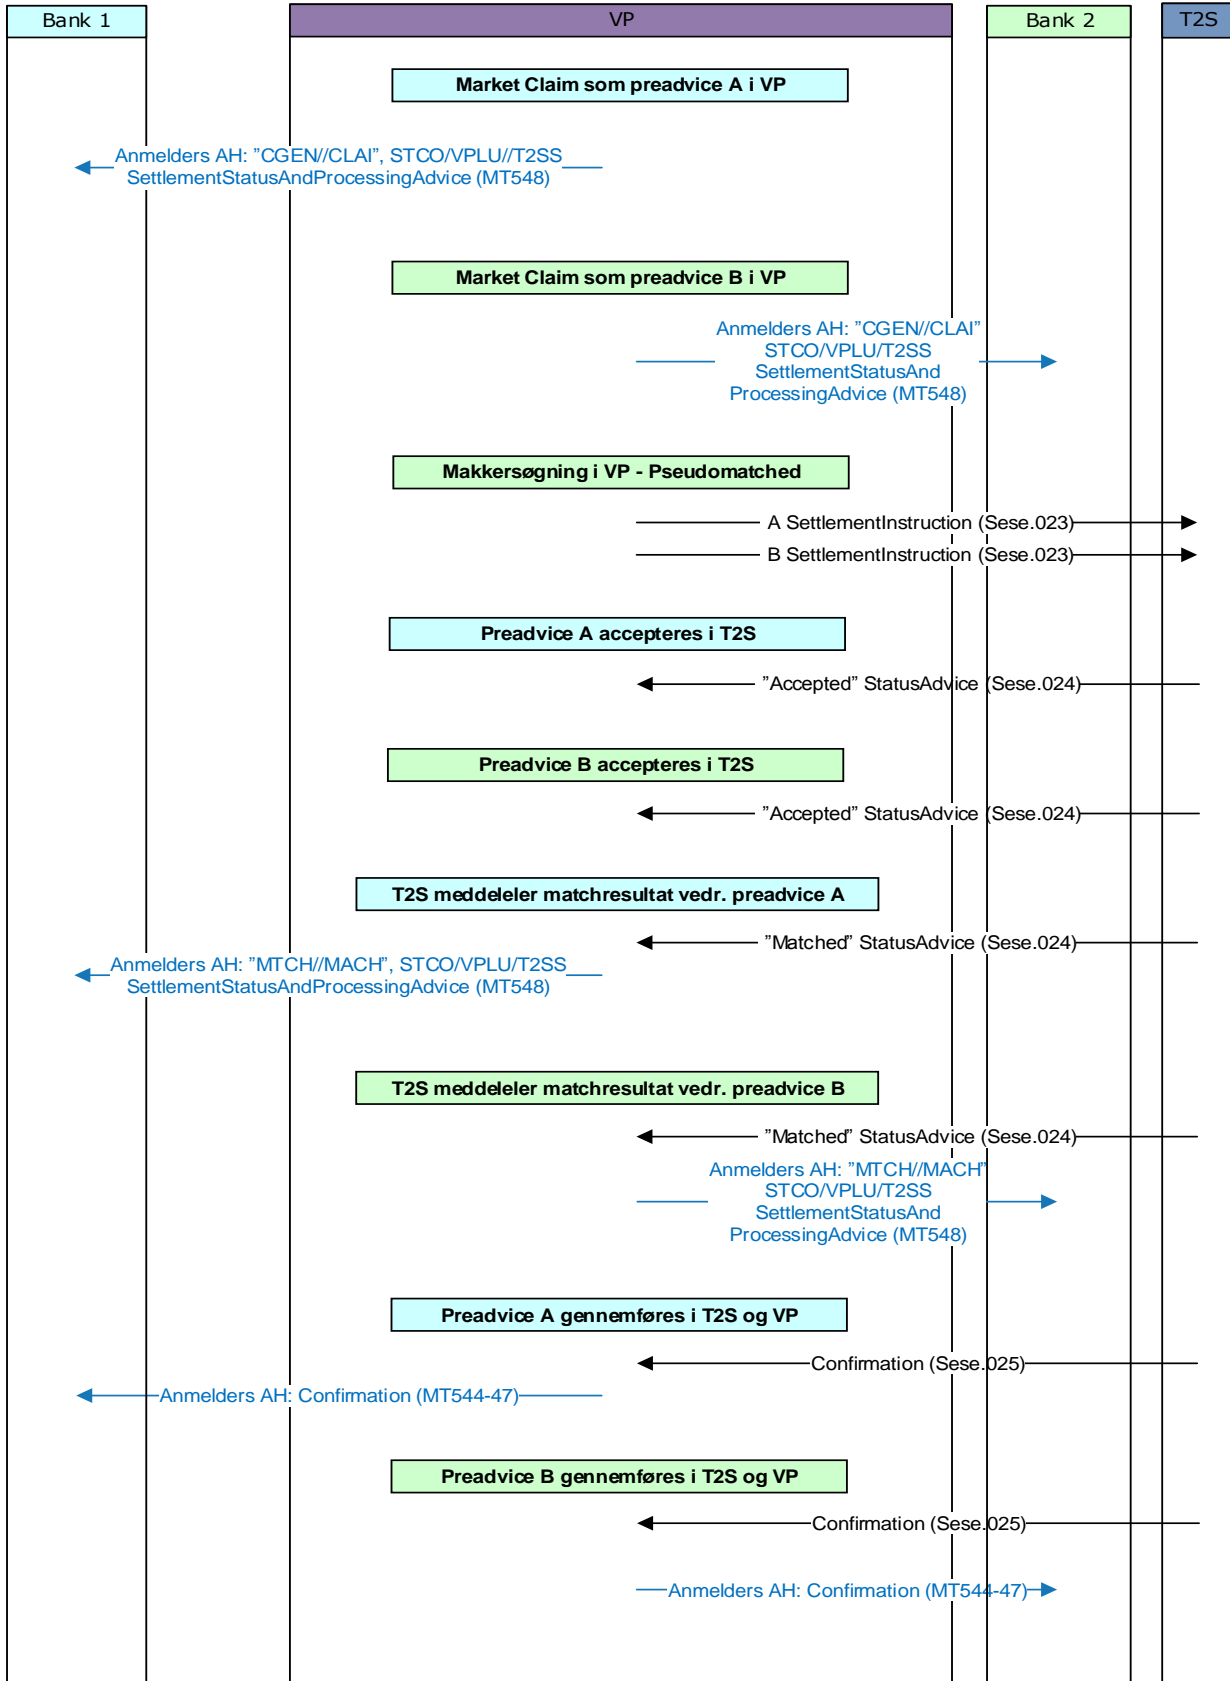 Bank 1
VP
Bank 2
T2S
Market Claim som preadvice A i VP
Anmelders AH: ”CGEN//CLAI”, STCO/VPLU//T2SS
SettlementStatusAndProcessingAdvice (MT548)
Market Claim som preadvice B i VP
Anmelders AH: ”CGEN//CLAI”
STCO/VPLU/T2SS
SettlementStatusAnd
ProcessingAdvice (MT548)
Makkersøgning i VP - Pseudomatched
A SettlementInstruction (Sese.023)
B SettlementInstruction (Sese.023)
Preadvice A accepteres i T2S
”Accepted” StatusAdvice (Sese.024)
Preadvice B accepteres i T2S
”Accepted” StatusAdvice (Sese.024)
T2S meddeleler matchresultat vedr. preadvice A
”Matched” StatusAdvice (Sese.024)
Anmelders AH: ”MTCH//MACH”, STCO/VPLU/T2SS
SettlementStatusAndProcessingAdvice (MT548)
T2S meddeleler matchresultat vedr. preadvice B
”Matched” StatusAdvice (Sese.024)
Anmelders AH: ”MTCH//MACH”
STCO/VPLU/T2SS
SettlementStatusAnd
ProcessingAdvice (MT548)
Preadvice A gennemføres i T2S og VP
Confirmation (Sese.025)
Anmelders AH: Confirmation (MT544-47)
Preadvice B gennemføres i T2S og VP
Confirmation (Sese.025)
Anmelders AH: Confirmation (MT544-47)